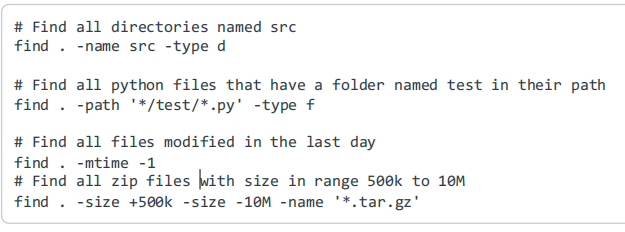 # Find all directories named src
find . -name src -type d
# Find all python files that have a folder named test in their path
find . -path '*/test/*.py' -type f
# Find all files modified in the last day
find . -mtime -1
# Find all zip files with size in range 500k to 10M
find . -size +500k -size -10M -name '*.tar.gz'